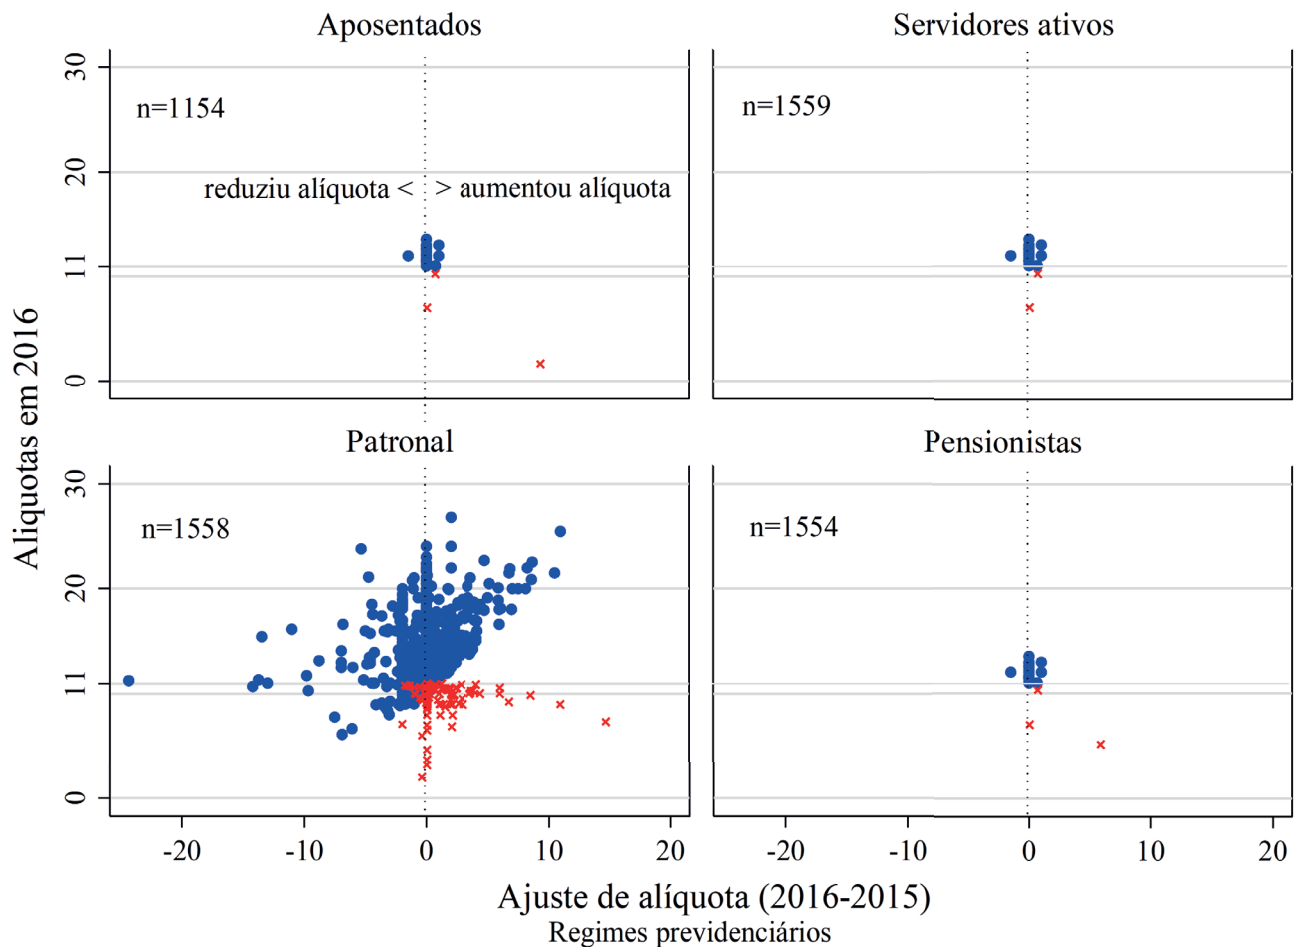 Aposentados
Servidores ativos
30
20
11
0
n=1154
reduziu alíquota < > aumentou alíquota
n=1559
Aliquotas em 2016
Patronal
Pensionistas
30
20
11
0
n=1558
n=1554
-20 -10 0 10 20
-20 -10 0 10 20
Ajuste de alíquota (2016-2015)
Regimes previdenciários